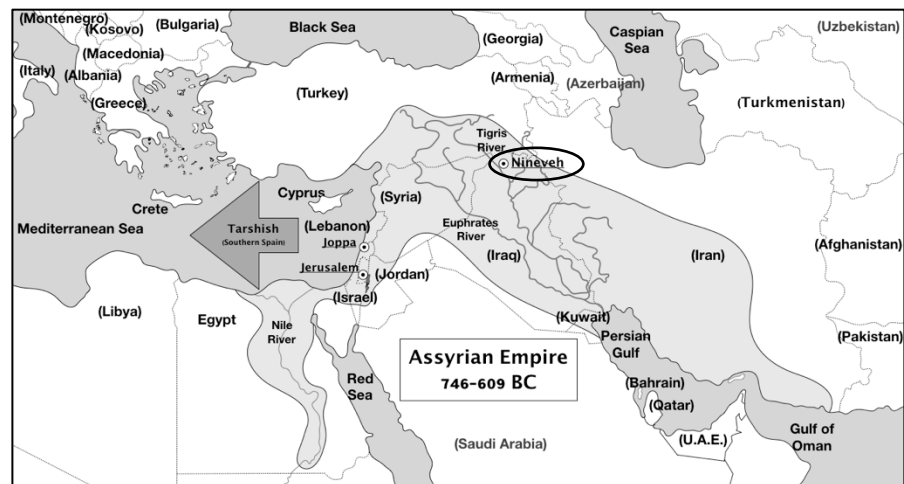 (Montenegro)
(Kosovo)
(Bulgaria)
Black Sea
(Georgia)
Caspian
Sea
(Uzbekistan)
(Macedonia)
(Italy)
(Albania)
(Armenia)
(Azerbaijan)
(Greece)
(Turkey)
(Turkmenistan)
Tigris
River
Nineveh
Crete
Cyprus
(Syria)
Mediterranean Sea
Tarshish
(Southern Spain)
(Lebanon)
Joppa
Euphrates
River
(Iraq)
(Iran)
(Afghanistan)
Jerusalem
(Jordan)
(Israel)
(Libya)
Egypt
Nile
River
(Kuwait)
Persian
Gulf
(Pakistan)
Assyrian Empire
746-609 BC
Red
Sea
(Bahrain)
(Qatar)
(Saudi Arabia)
(U.A.E.)
Gulf of
Oman